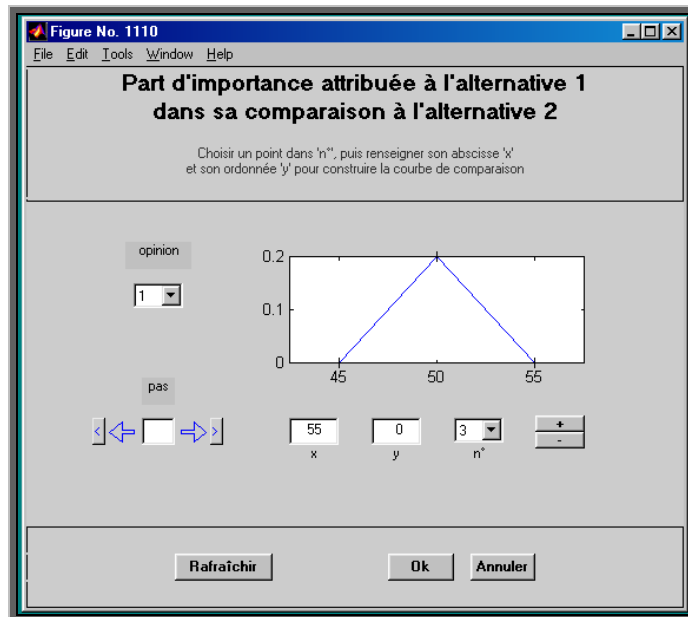 Figure No. 1110
File Edit Tools Window Help
Part d'importance attribuée à l'alternative 1
dans sa comparaison à l'alternative 2
Choisir un point dans 'n°', puis renseigner son abscisse 'x'
et son ordonnée 'y' pour construire la courbe de comparaison
opinion
1
0.2
0.1
0
45 50 55
pas
< >
55 0 3 +
-
x y n°
Rafraîchir Ok Annuler